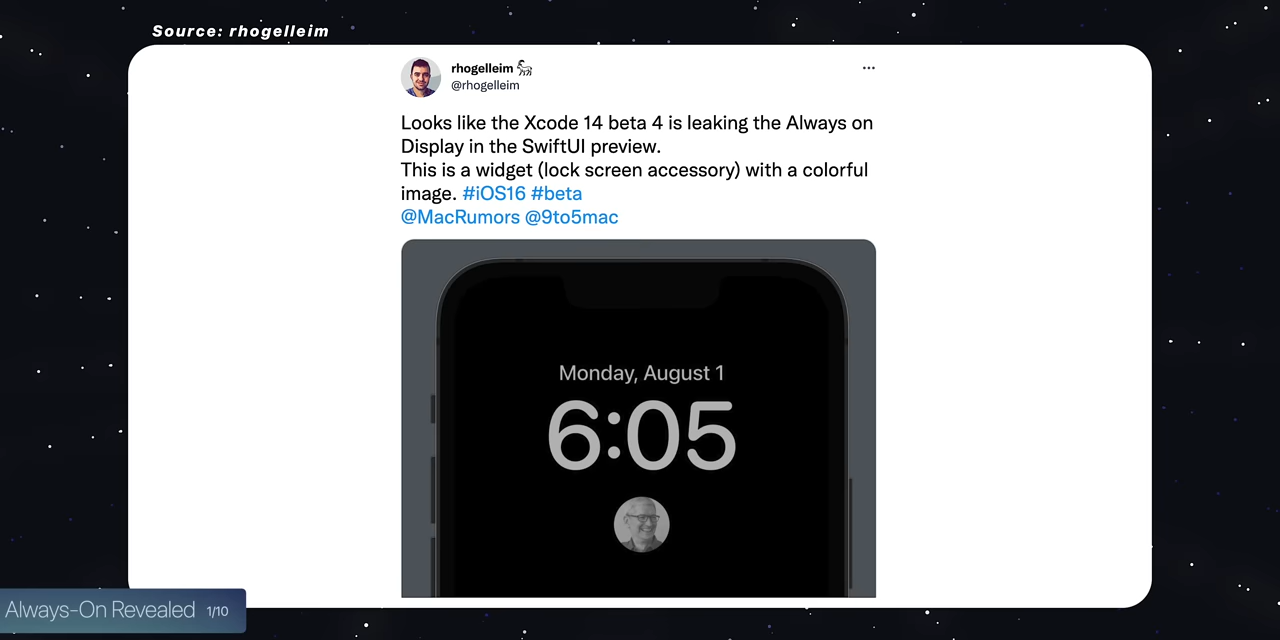 Source: rhogelleim
rhogelleim 🐐
@rhogelleim
Looks like the Xcode 14 beta 4 is leaking the Always on
Display in the SwiftUI preview.
This is a widget (lock screen accessory) with a colorful
image. #iOS16 #beta
@MacRumors @9to5mac
Monday, August 1
6:05
Always-On Revealed 1/10